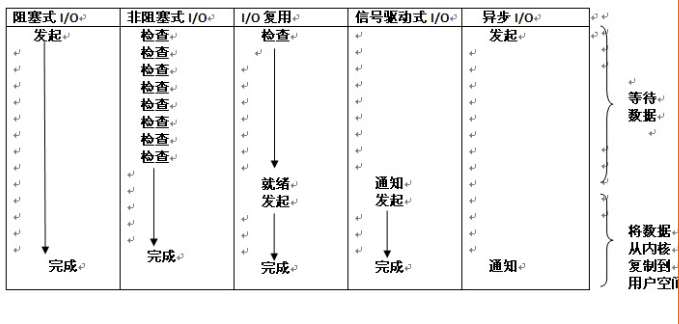 阻塞式 I/O 非阻塞式 I/O I/O 复用 信号驱动式 I/O 异步 I/O
发起 检查 检查 发起
检查
检查
检查
检查
检查
检查
检查
就绪 通知
发起 发起
完成 完成 完成 完成 通知
等待
数据
将数据
从内核
复制到
用户空间